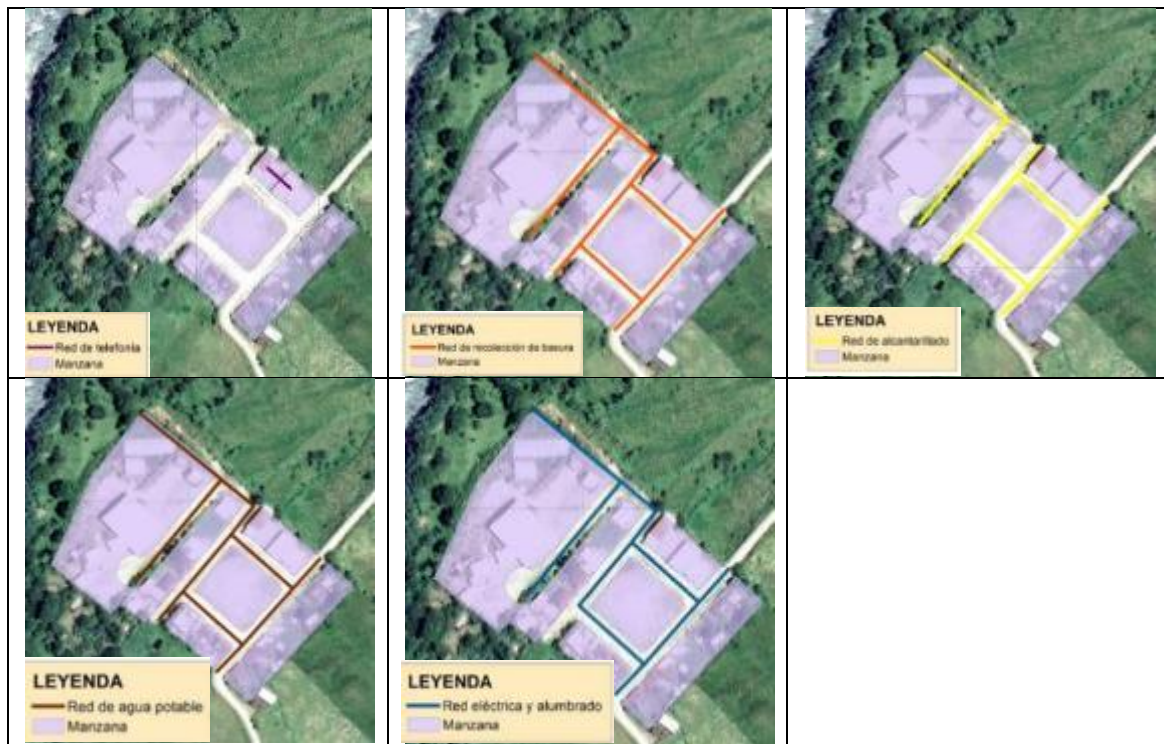 LEYENDA
Red de telefonía
Manzana
LEYENDA
Red de recolección de basura
Manzana
LEYENDA
Red de alcantarillado
Manzana
LEYENDA
Red de agua potable
Manzana
LEYENDA
Red eléctrica y alumbrado
Manzana